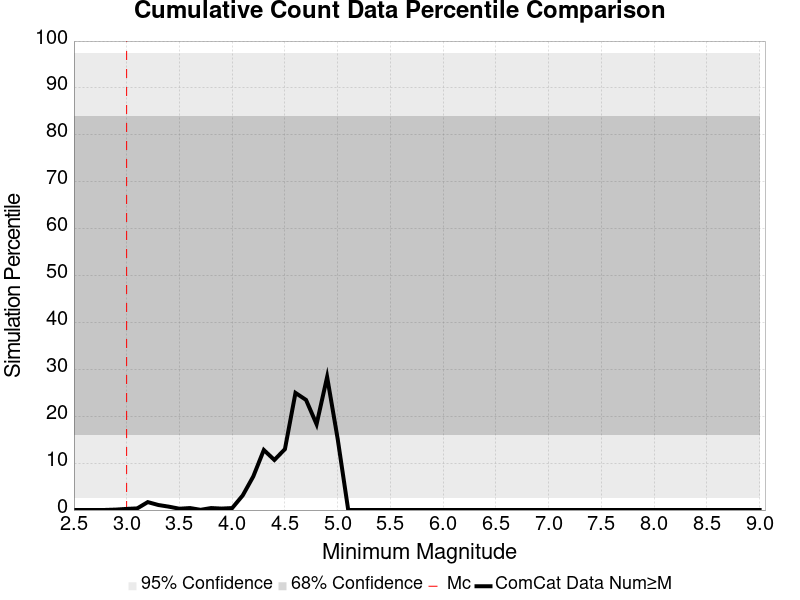 Cumulative Count Data Percentile Comparison
100
90
80
70
60
50
40
30
20
10
0
Simulation Percentile
2.5 3.0 3.5 4.0 4.5 5.0 5.5 6.0 6.5 7.0 7.5 8.0 8.5 9.0
Minimum Magnitude
95% Confidence 68% Confidence Mc ComCat Data Num≥M